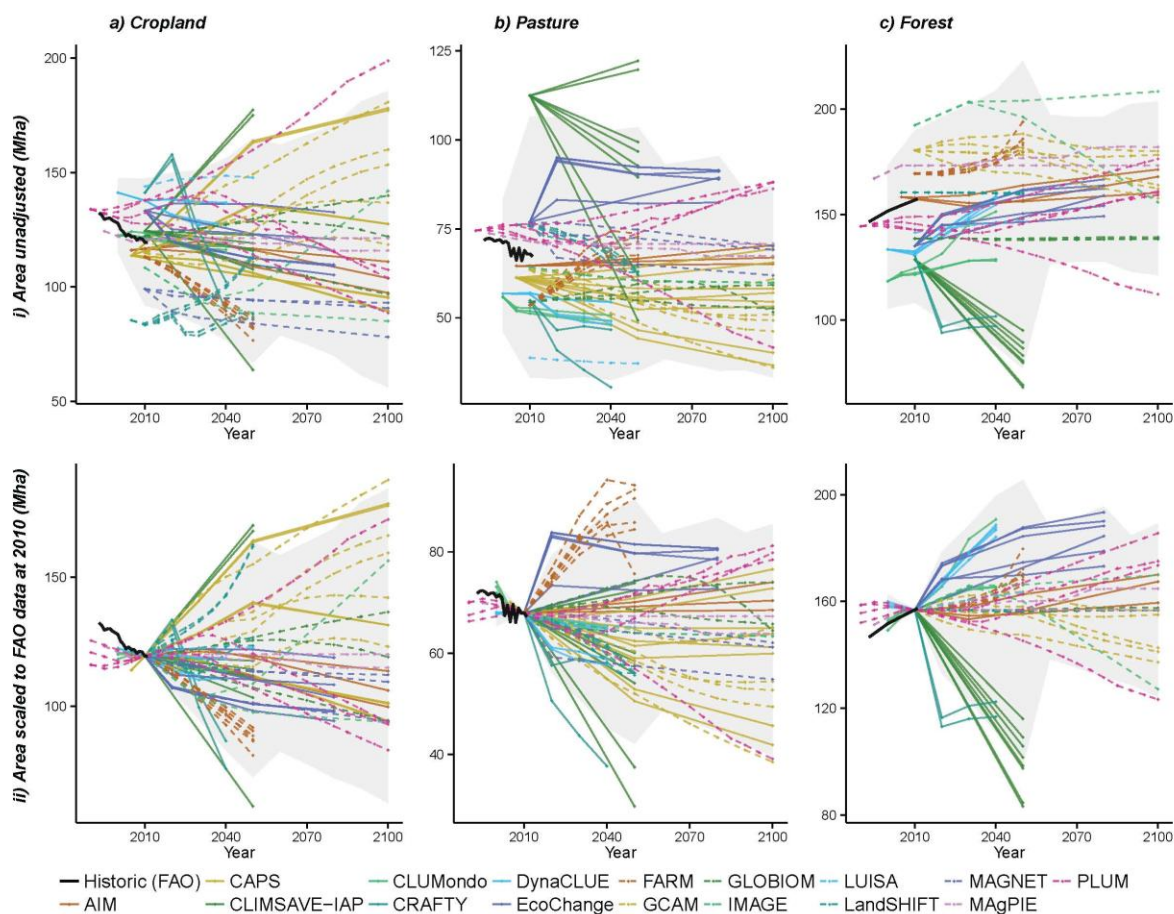 a) Cropland
b) Pasture
c) Forest
i) Area unadjusted (Mha)
200
150
100
50
125
100
75
50
200
150
100
2010 2040 2070 2100
2010 2040 2070 2100
2010 2040 2070 2100
Year
Year
Year
ii) Area scaled to FAO data at 2010 (Mha)
150
100
80
60
40
200
160
120
80
2010 2040 2070 2100
2010 2040 2070 2100
2010 2040 2070 2100
Year
Year
Year
Historic (FAO) CAPS CLUMondo DynaCLUE FARM GLOBIOM LUISA MAGNET PLUM
AIM CLIMSAVE−IAP CRAFTY EcoChange GCAM IMAGE LandSHIFT MAgPIE